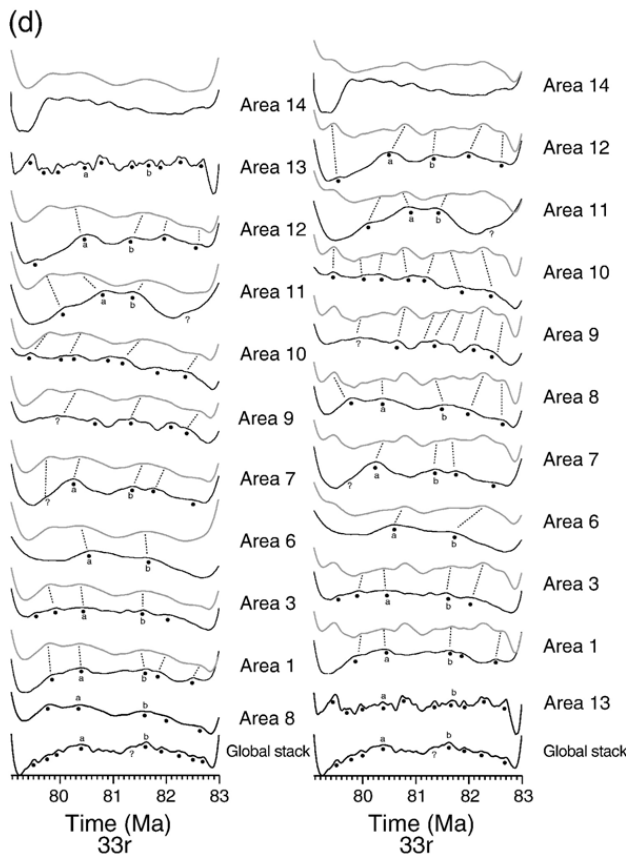 (d)
Area 14
Area 13
a
b
Area 12
a
b
Area 11
a
b
?
Area 10
Area 9
?
Area 7
a
b
?
Area 6
a
b
Area 3
a
b
Area 1
a
b
Area 8
a
b
Global stack
a
b
?
80
81
82
83
Time (Ma)
33r
Area 14
Area 12
a
b
Area 11
a
b
?
Area 10
Area 9
?
Area 8
a
b
Area 7
a
b
?
Area 6
a
b
Area 3
a
b
Area 1
a
b
Area 13
a
b
Global stack
a
b
?
80
81
82
83
Time (Ma)
33r